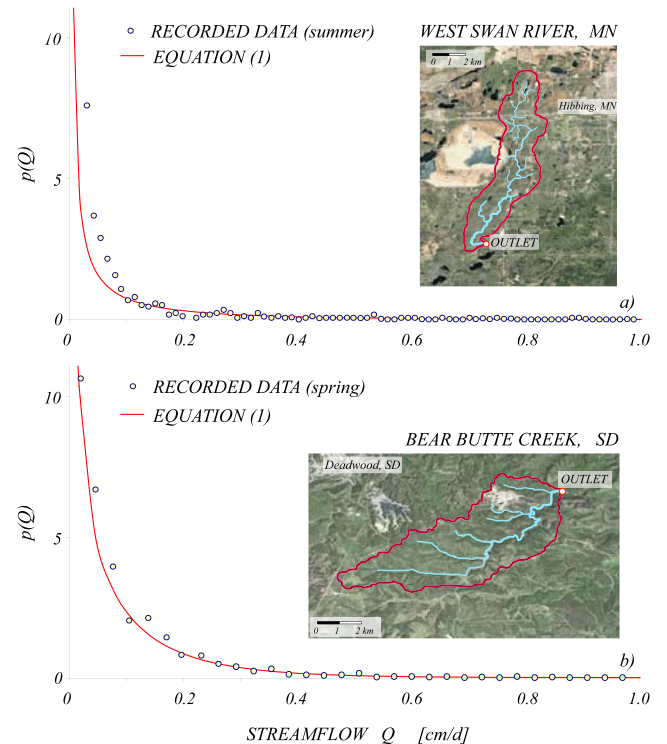 10
RECORDED DATA (summer)
EQUATION (1)
WEST SWAN RIVER, MN
0 1 2 km
Hibbing, MN
p(Q)
5
OUTLET
0
a)
0 0.2 0.4 0.6 0.8 1.0
RECORDED DATA (spring)
10
EQUATION (1)
BEAR BUTTE CREEK, SD
Deadwood, SD
OUTLET
p(Q)
5
0 1 2 km
0
b)
0 0.2 0.4 0.6 0.8 1.0
STREAMFLOW Q [cm/d]